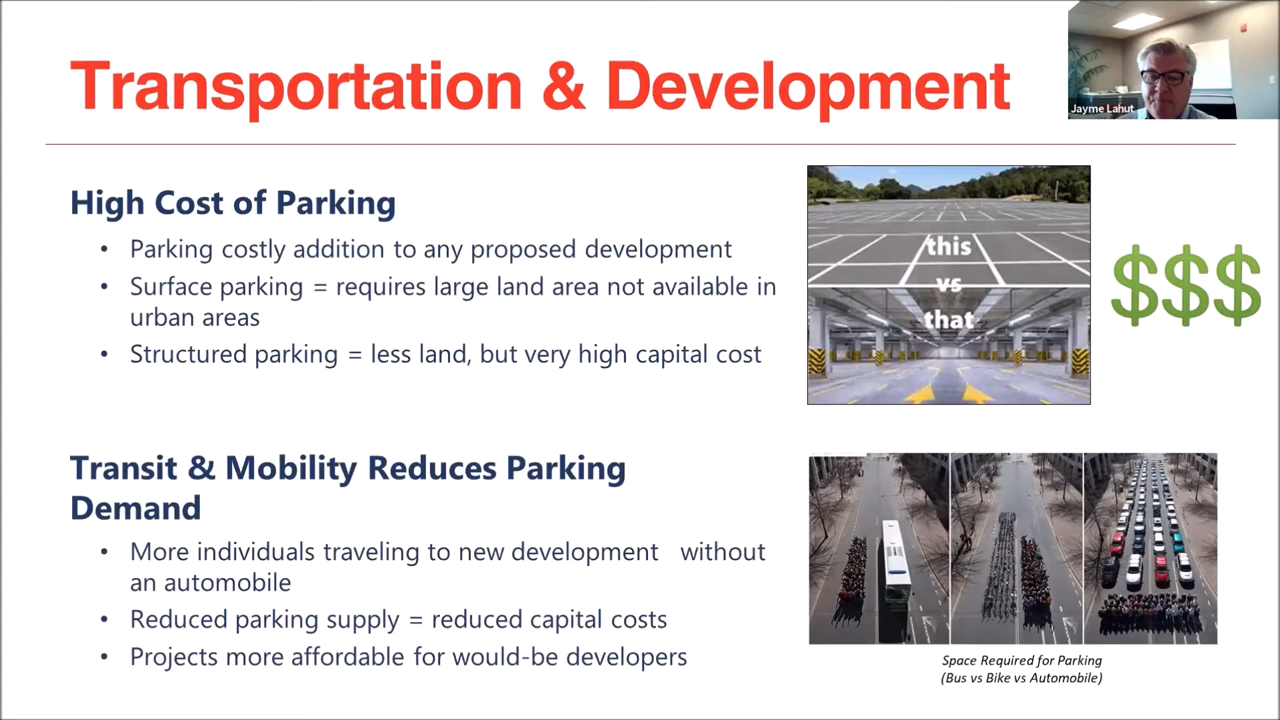 Transportation & Development
Jayme Lahut
High Cost of Parking
• Parking costly addition to any proposed development
• Surface parking = requires large land area not available in
urban areas
• Structured parking = less land, but very high capital cost
this
vs
that
$$$
Transit & Mobility Reduces Parking
Demand
• More individuals traveling to new development without
an automobile
• Reduced parking supply = reduced capital costs
• Projects more affordable for would-be developers
Space Required for Parking
(Bus vs Bike vs Automobile)